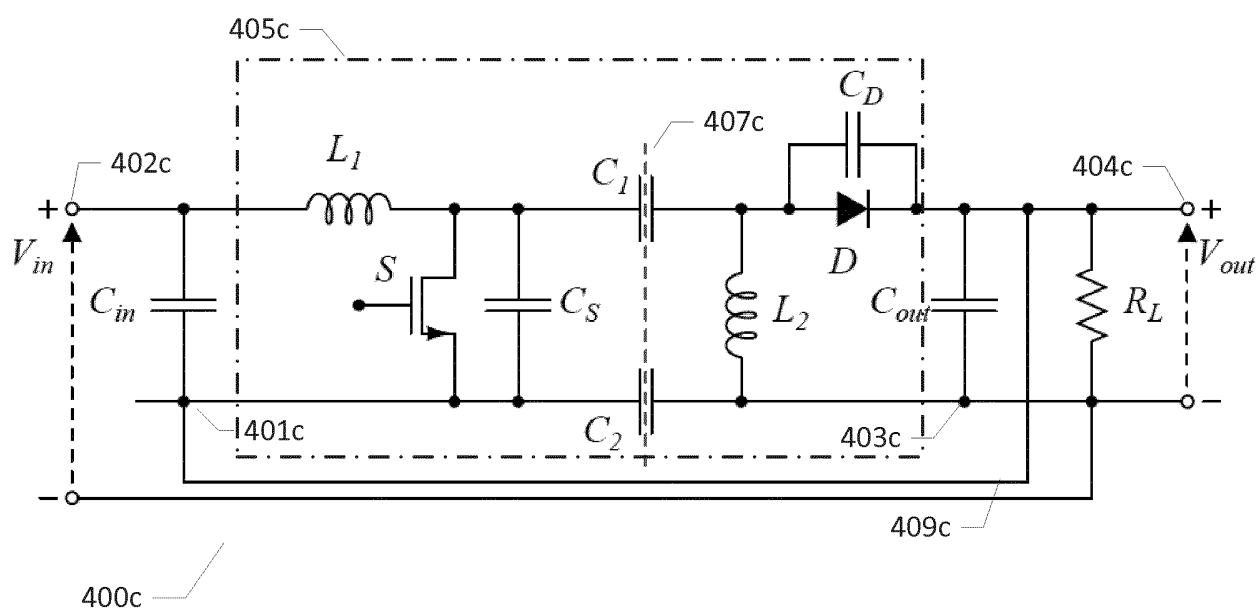 405c
C_D
407c
402c
L_1
C_1
404c
+
+
V_in
S
D
V_out
C_in
C_S
L_2
C_out
R_L
401c
C_2
403c
−
−
409c
400c